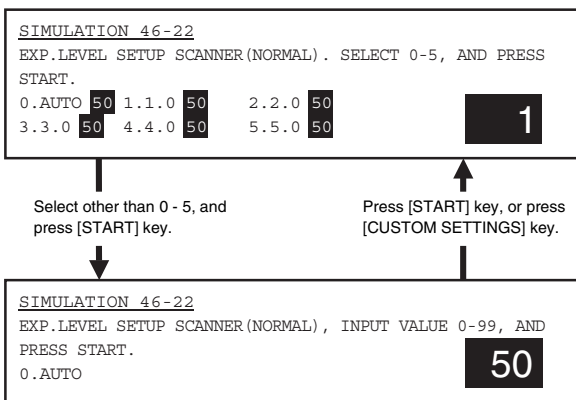 SIMULATION 46-22
EXP.LEVEL SETUP SCANNER(NORMAL). SELECT 0-5, AND PRESS
START.
0.AUTO 50 1.1.0 50 2.2.0 50
3.3.0 50 4.4.0 50 5.5.0 50
1
Select other than 0 - 5, and
press [START] key.
Press [START] key, or press
[CUSTOM SETTINGS] key.
SIMULATION 46-22
EXP.LEVEL SETUP SCANNER(NORMAL), INPUT VALUE 0-99, AND
PRESS START.
0.AUTO
50